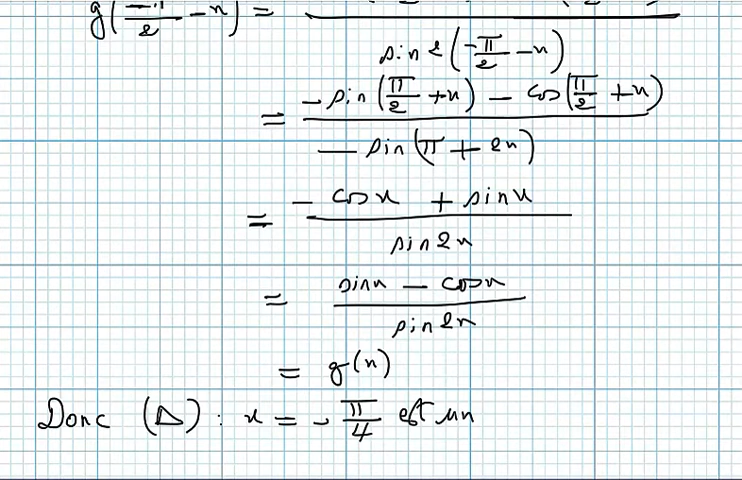 g(-π/2 - x) =
sin 2(-π/2 - x)
= (- sin(π/2 + x) - cos(π/2 + x)) / (- sin(π + 2x))
= (- cos x + sin x) / (sin 2x)
= (sin x - cos x) / (sin 2x)
= g(x)
Donc (Δ) : x = - π/4 est un